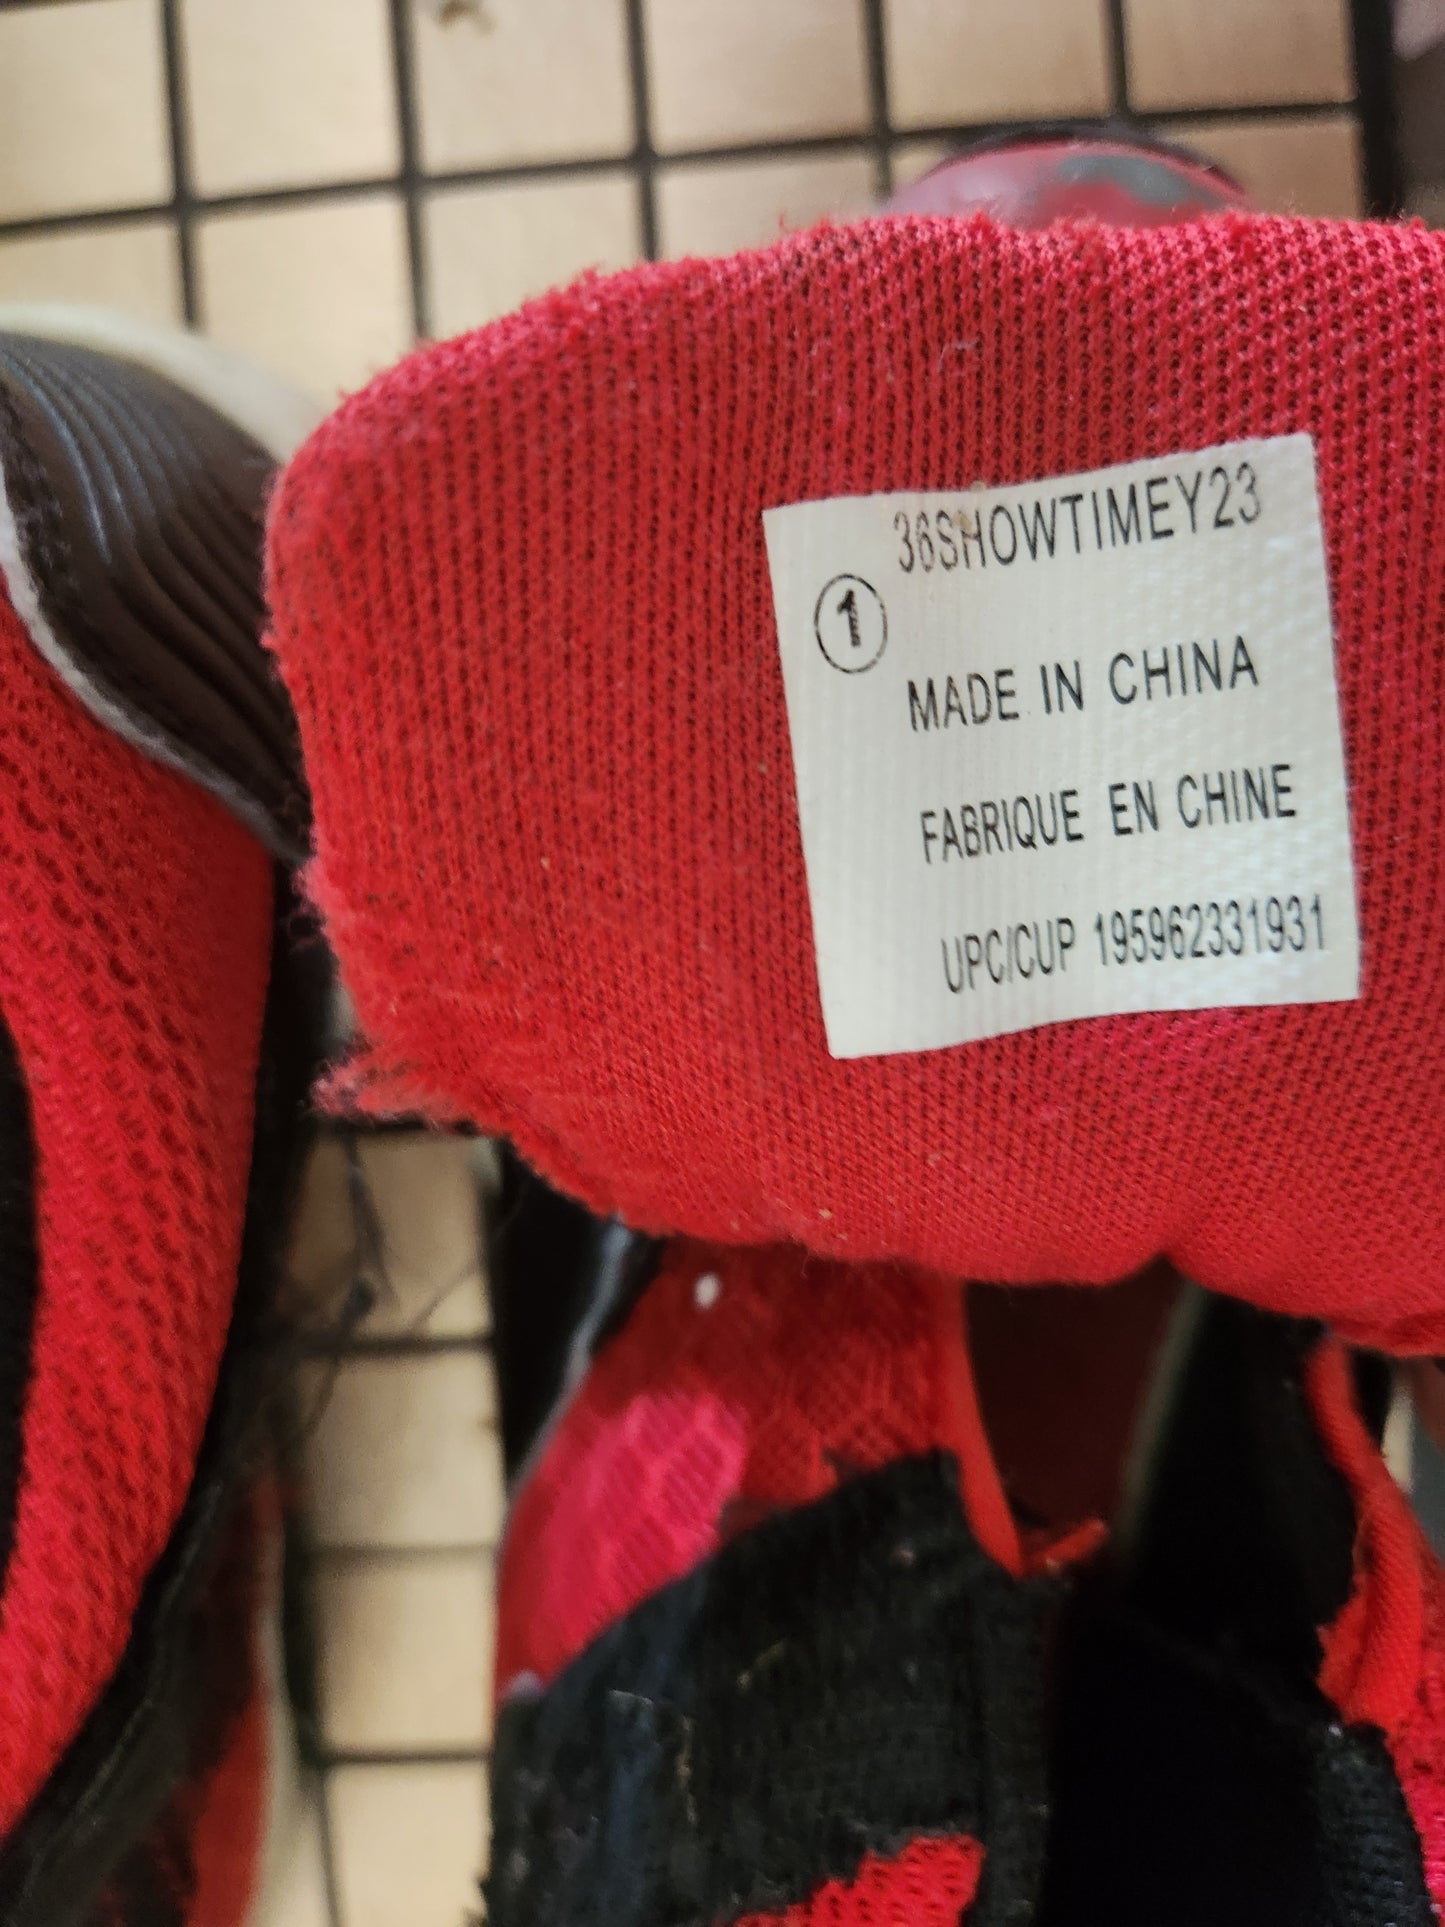 36SHOWTIMEY23
1
MADE IN CHINA
FABRIQUE EN CHINE
UPC/CUP 195962331931